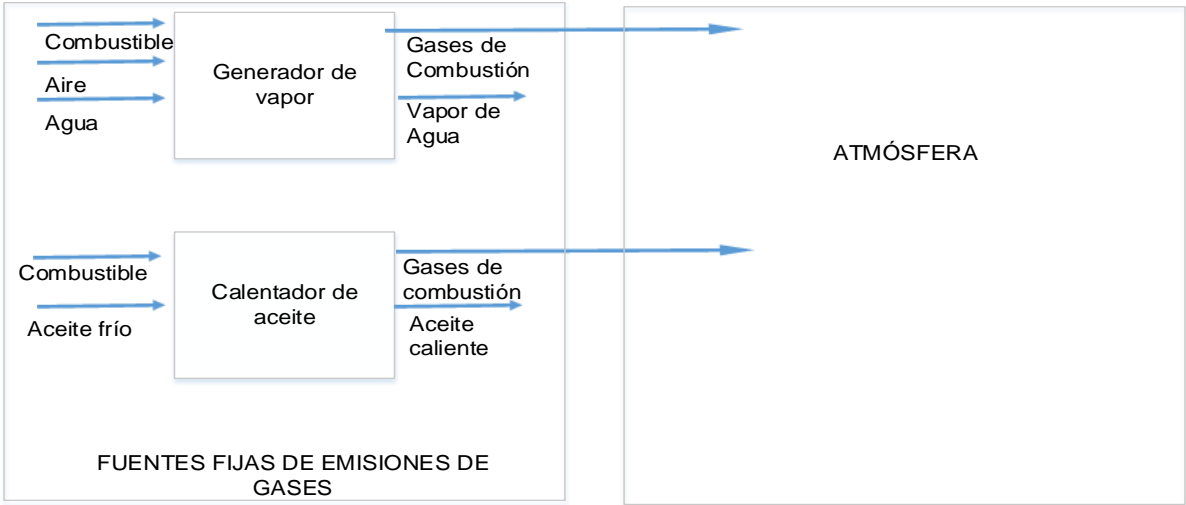 Combustible
Aire
Agua
Generador de
vapor
Gases de
Combustión
Vapor de
Agua
ATMÓSFERA
Combustible
Aceite frío
Calentador de
aceite
Gases de
combustión
Aceite
caliente
FUENTES FIJAS DE EMISIONES DE
GASES